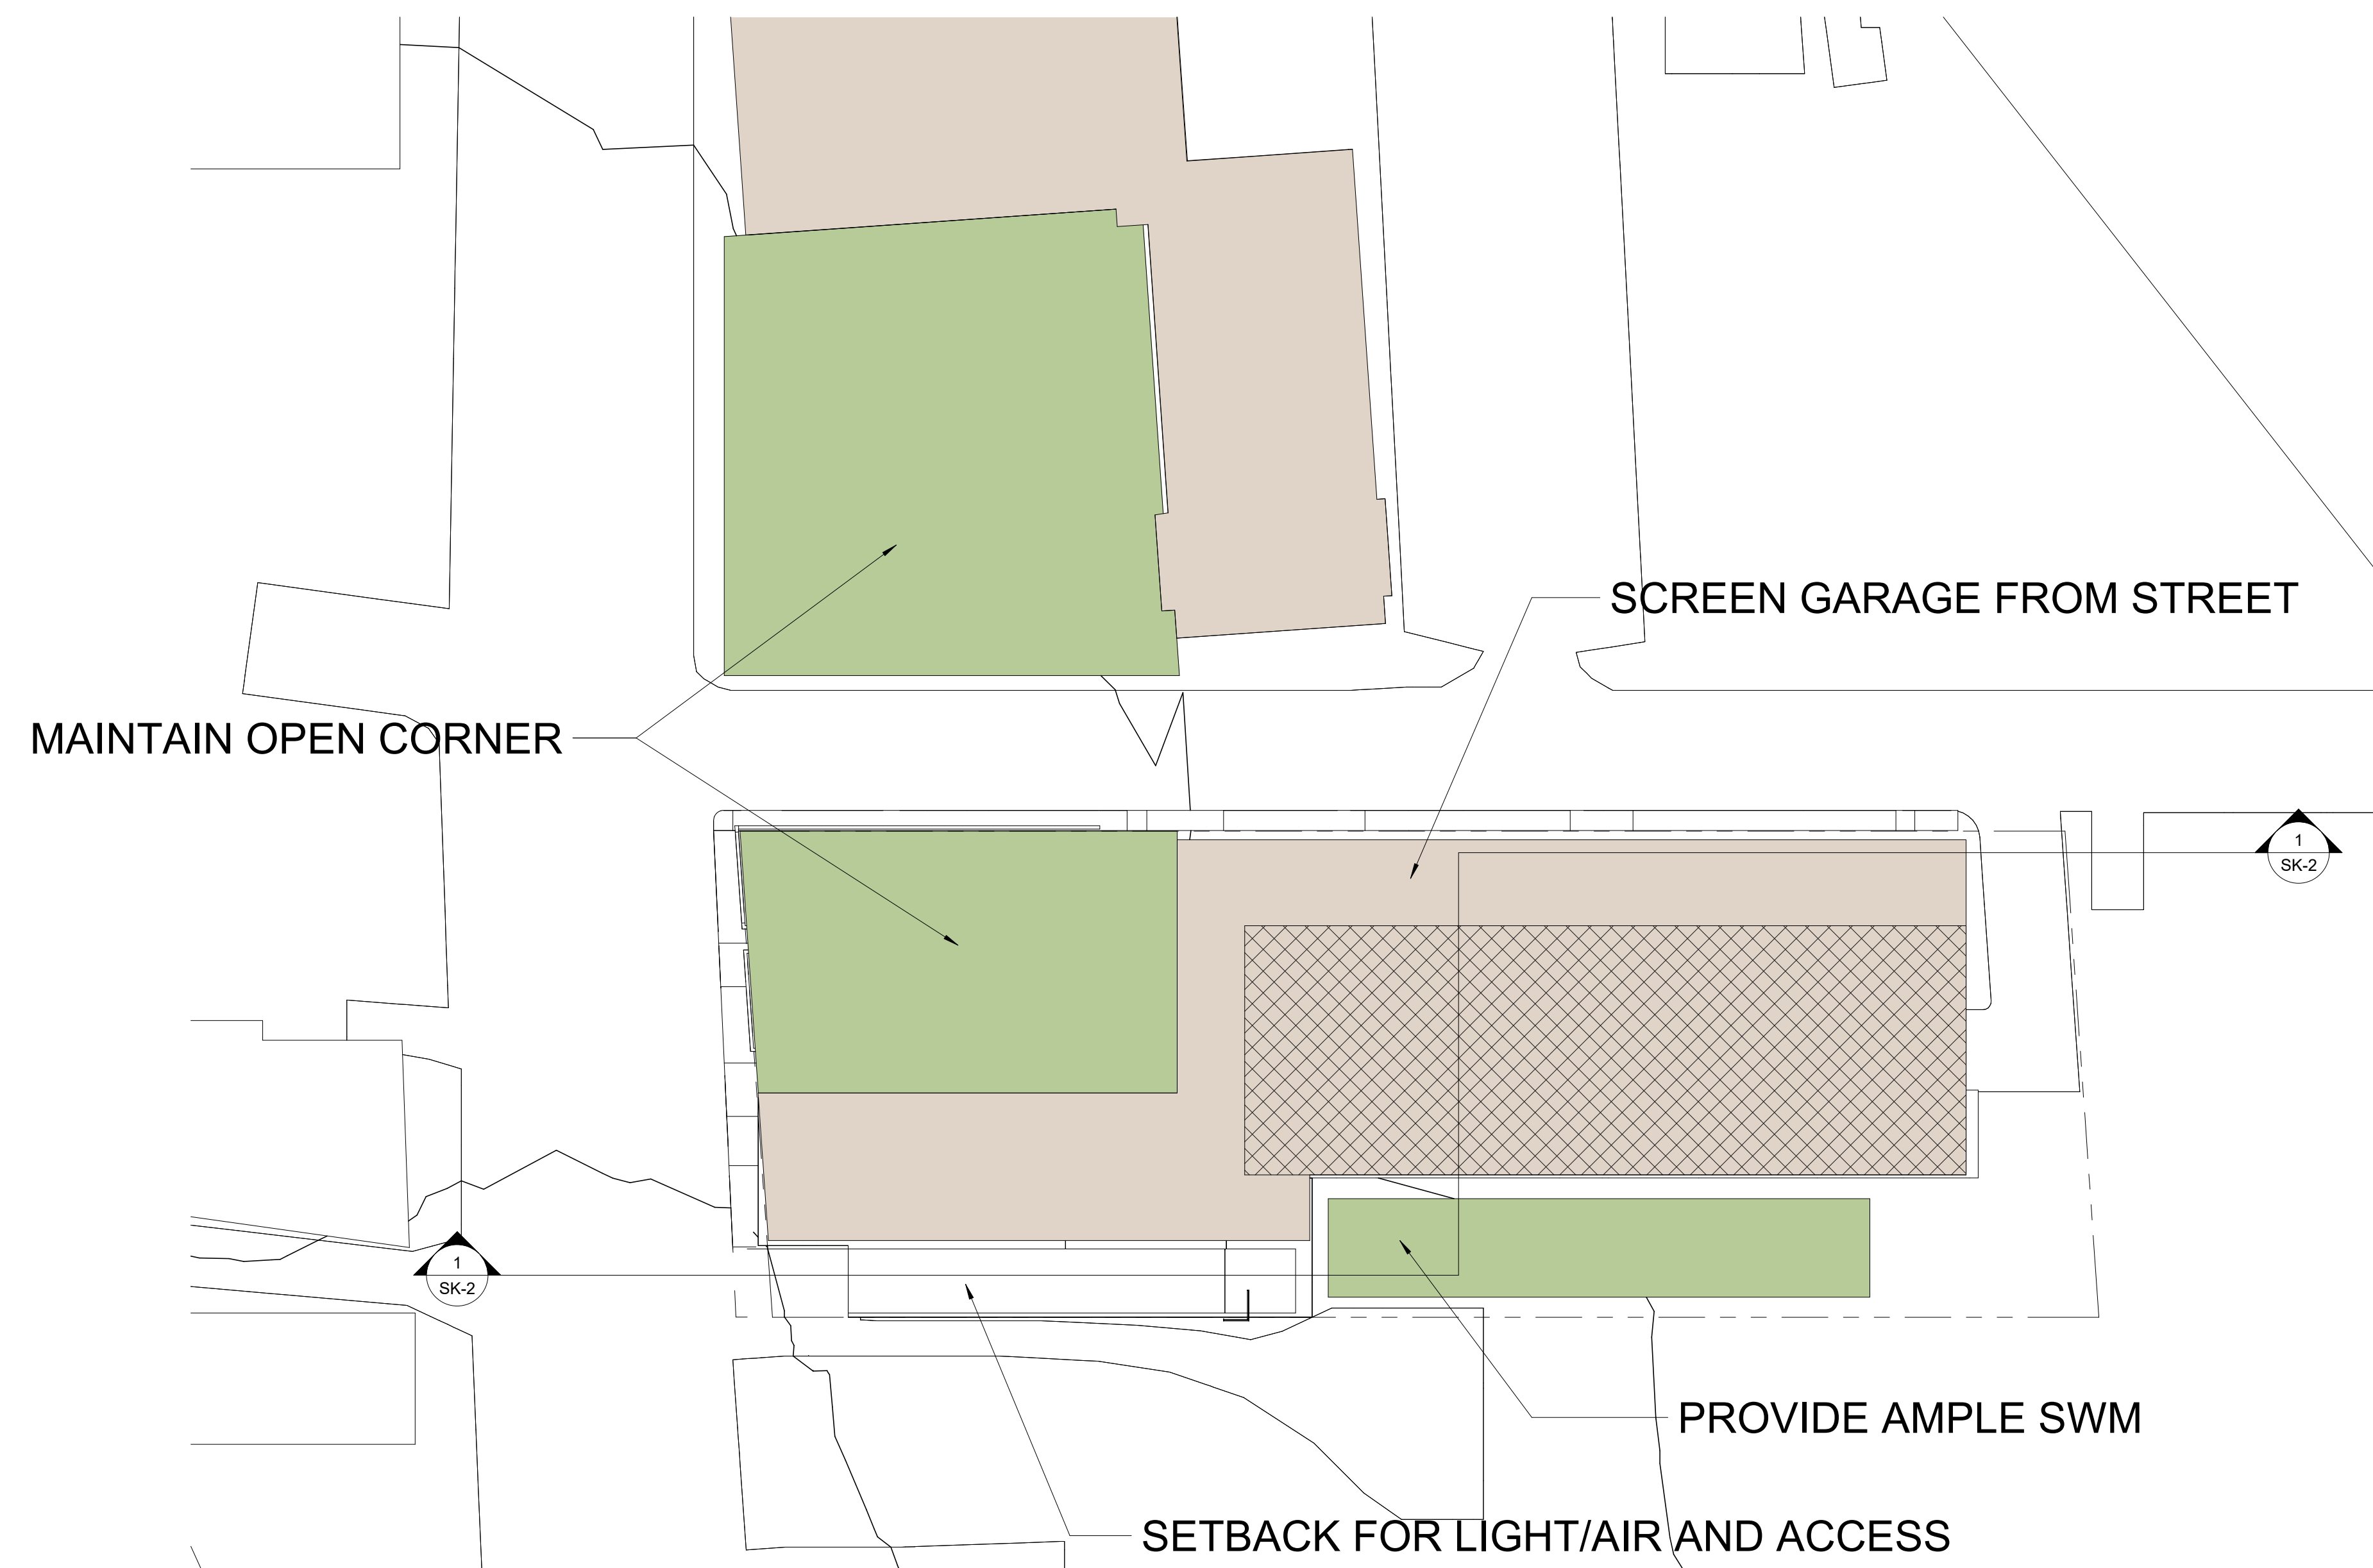 SCREEN GARAGE FROM STREET
MAINTAIN OPEN CORNER
1
SK-2
1
SK-2
PROVIDE AMPLE SWM
SETBACK FOR LIGHT/AIR AND ACCESS